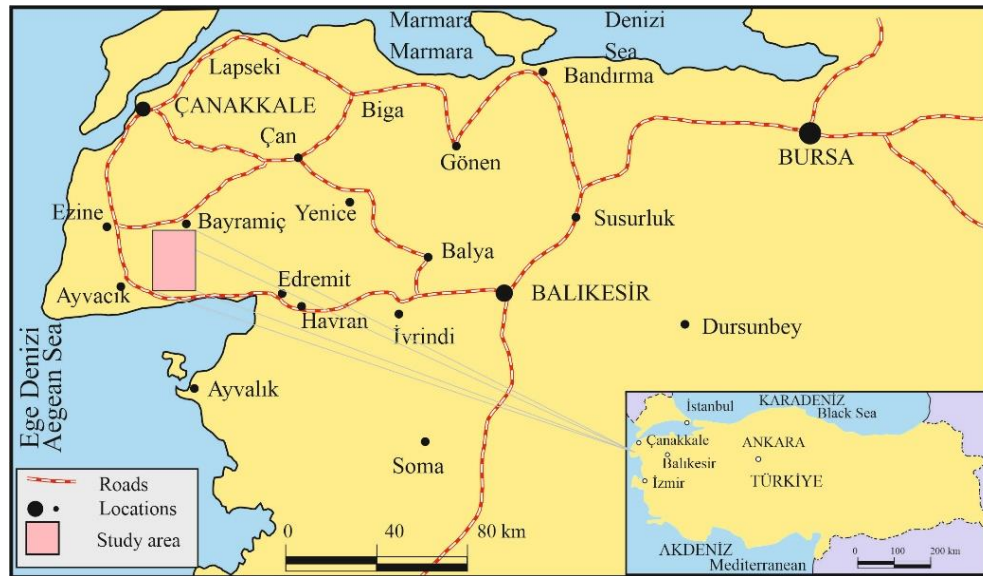 Marmara Denizi
Marmara Sea
Lapseki
Bandırma
ÇANAKKALE
Biga
Çan
Gönen
BURSA
Ezine
Bayramiç
Yenice
Susurluk
Balya
Edremit
Ayvacık
BALIKESİR
Havran
İvrindi
Dursunbey
Ege Denizi
Aegean Sea
Ayvalık
Soma
Roads
Locations
Study area
0 40 80 km
İstanbul
KARADENİZ
Black Sea
Çanakkale
ANKARA
Balıkesir
TÜRKİYE
İzmir
AKDENİZ
Mediterranean
0 100 200 km